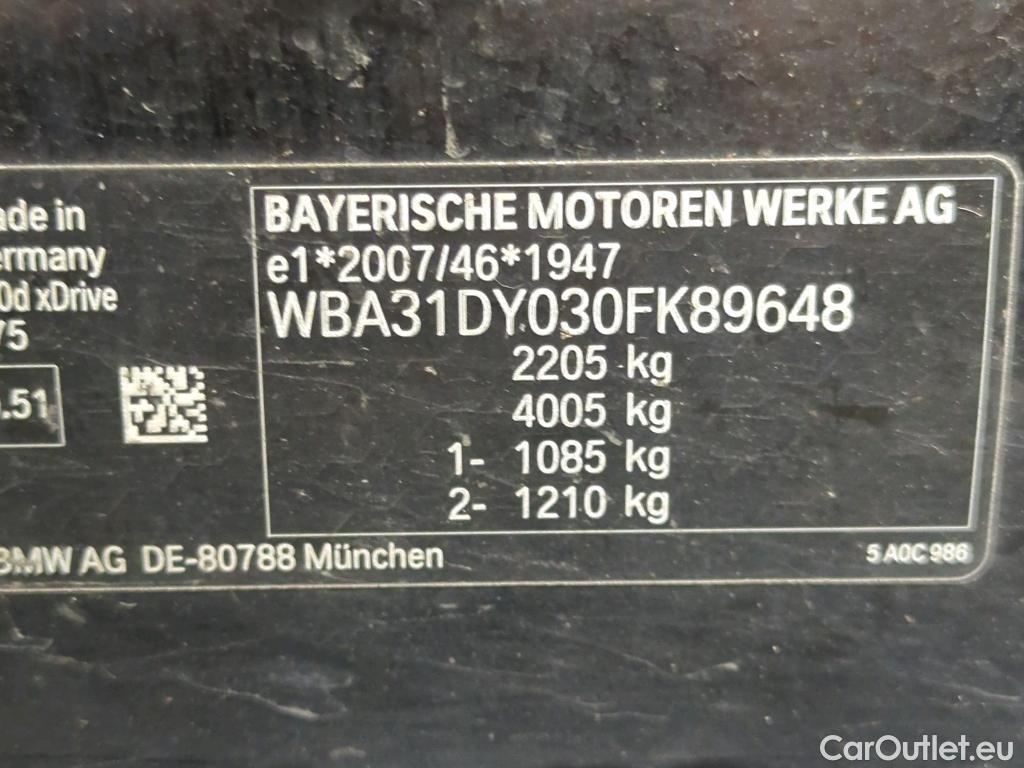 ade in
ermany
0d xDrive
75
.51
BAYERISCHE MOTOREN WERKE AG
e1*2007/46*1947
WBA31DY030FK89648
2205 kg
4005 kg
1- 1085 kg
2- 1210 kg
BMW AG DE-80788 München
5 A0C 986
CarOutlet.eu